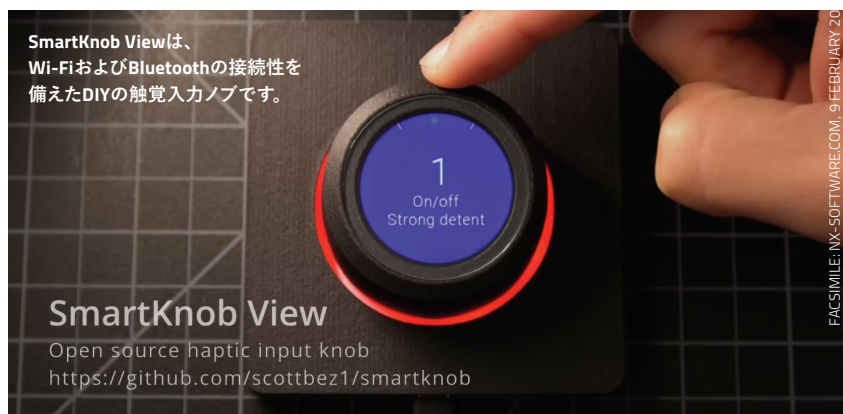 SmartKnob Viewは、
Wi-FiおよびBluetoothの接続性を
備えたDIYの触覚入力ノブです。
1
On/off
Strong detent
SmartKnob View
Open source haptic input knob
https://github.com/scottbez1/smartknob
FACSIMILE: NX-SOFTWARE.COM, 9 FEBRUARY 20